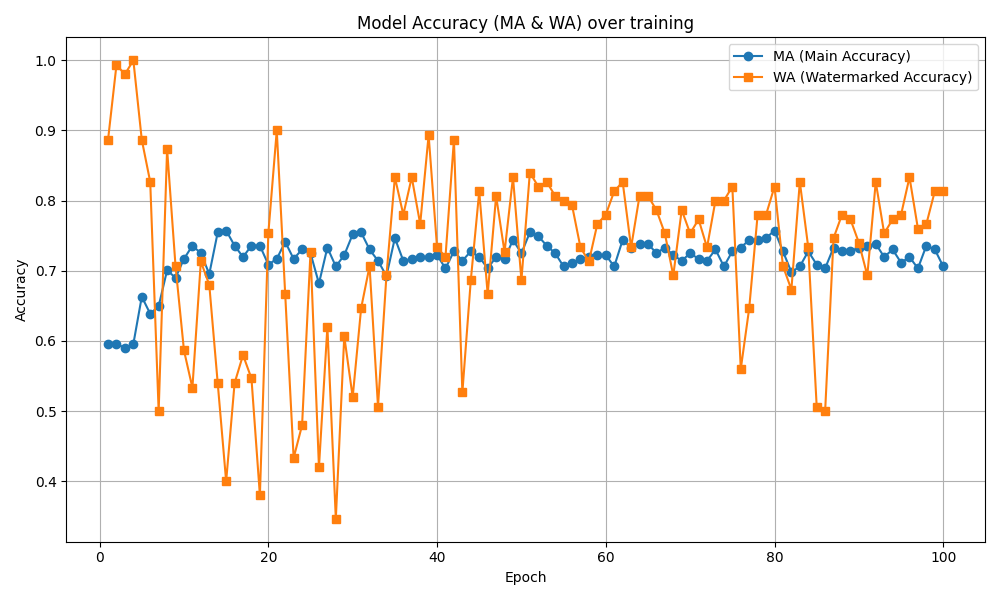 Model Accuracy (MA & WA) over training
MA (Main Accuracy)
WA (Watermarked Accuracy)
Accuracy
1.0
0.9
0.8
0.7
0.6
0.5
0.4
0 20 40 60 80 100
Epoch